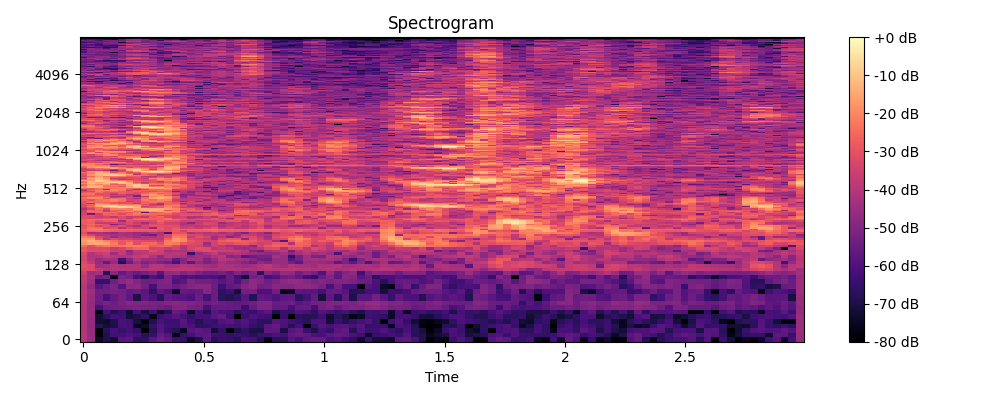 Spectrogram
+0 dB
4096
-10 dB
2048
-20 dB
1024
-30 dB
Hz
512
-40 dB
256
-50 dB
128
-60 dB
64
-70 dB
0
-80 dB
0
0.5
1
1.5
2
2.5
Time